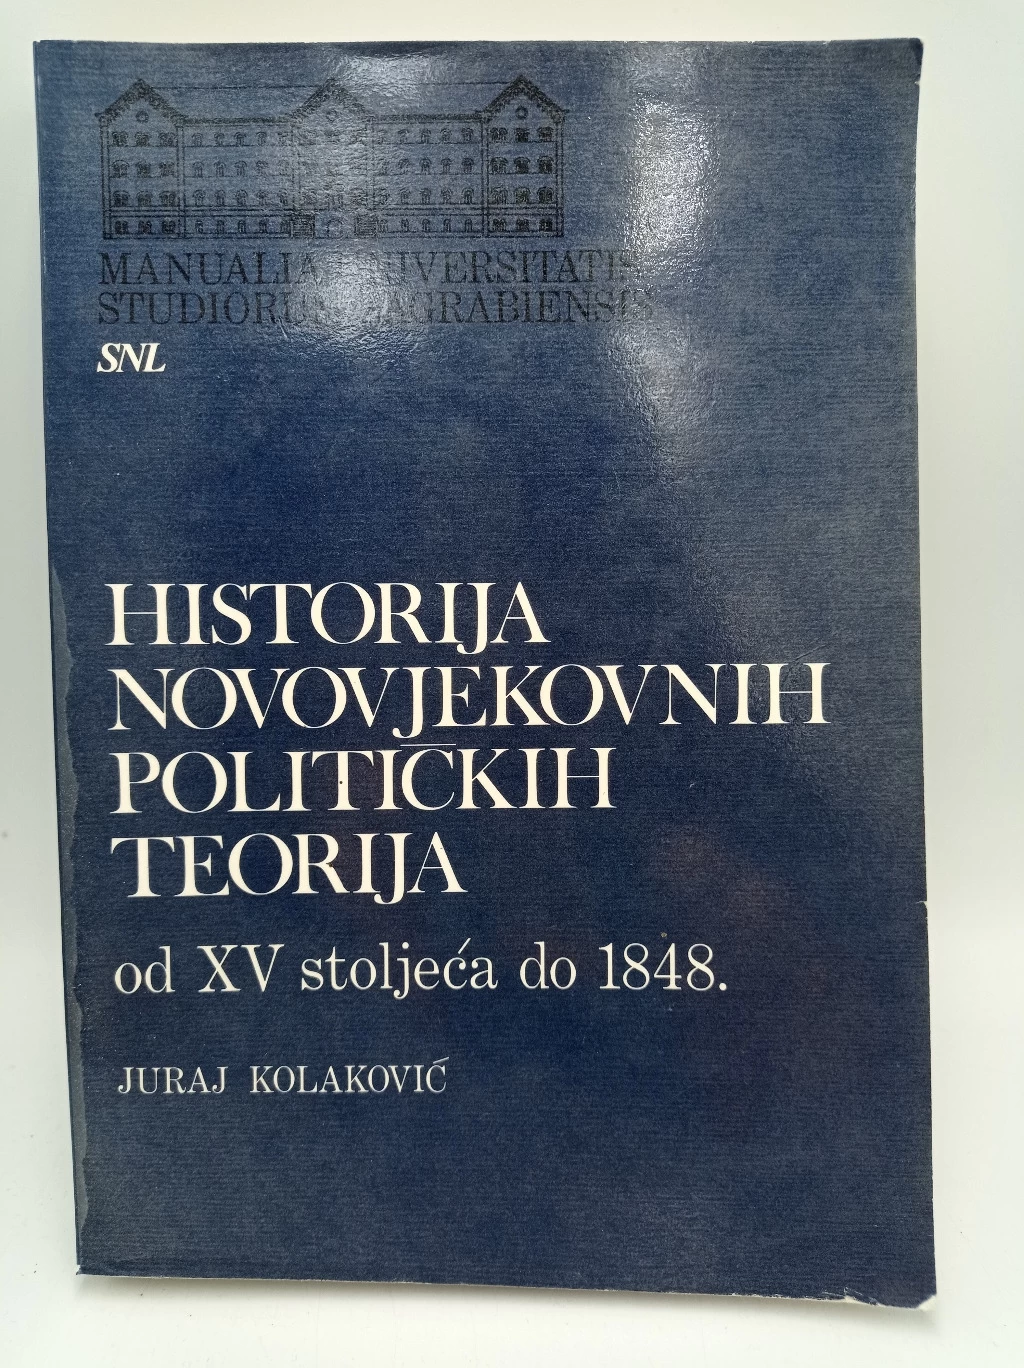 MANUALIA UNIVERSITATIS
STUDIORUM ZAGRABIENSIS
SNL
HISTORIJA
NOVOVJEKOVNIH
POLITIČKIH
TEORIJA
od XV stoljeća do 1848.
JURAJ KOLAKOVIĆ